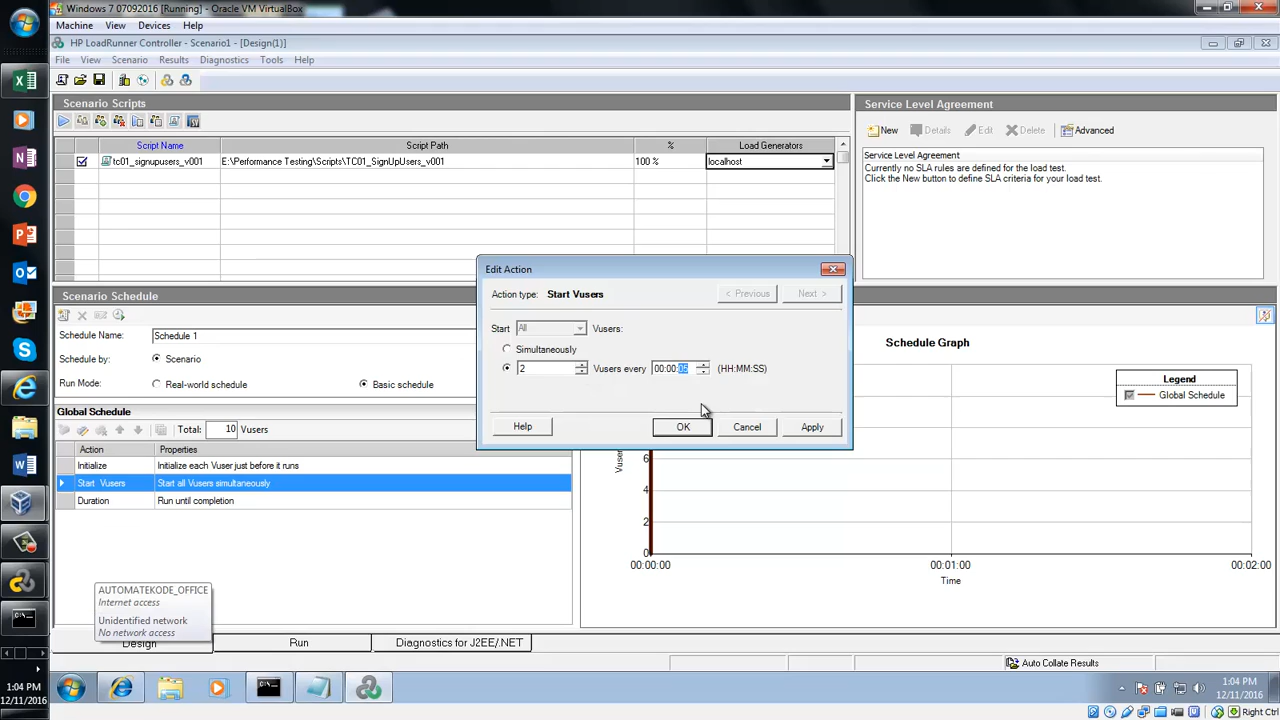 Windows 7 07092016 [Running] - Oracle VM VirtualBox
Machine View Devices Help
HP LoadRunner Controller - Scenario1 - [Design(1)]
File View Scenario Results Diagnostics Tools Help
Scenario Scripts
Script Name Script Path % Load Generators
tc01_signupusers_v001 E:\Performance Testing\Scripts\TC01_SignUpUsers_v001 100 % localhost
Service Level Agreement
New Details Edit Delete Advanced
Service Level Agreement
Currently no SLA rules are defined for the load test.
Click the New button to define SLA criteria for your load test.
Edit Action
Action type: Start Vusers < Previous Next >
Start All Vusers:
Simultaneously
2 Vusers every 00:00:05 (HH:MM:SS)
Help OK Cancel Apply
Scenario Schedule
Schedule Name: Schedule 1
Schedule by: Scenario
Run Mode: Real-world schedule Basic schedule
Global Schedule
Total: 10 Vusers
Action Properties
Initialize Initialize each Vuser just before it runs
Start Vusers Start all Vusers simultaneously
Duration Run until completion
Schedule Graph
Legend
Global Schedule
Vuser
6
4
2
0
00:00:00 00:01:00 00:02:00
Time
AUTOMATEKODE_OFFICE
Internet access
Unidentified network
No network access
Design Run Diagnostics for J2EE/.NET
Auto Collate Results
1:04 PM
12/11/2016
1:04 PM
12/11/2016
Right Ctrl